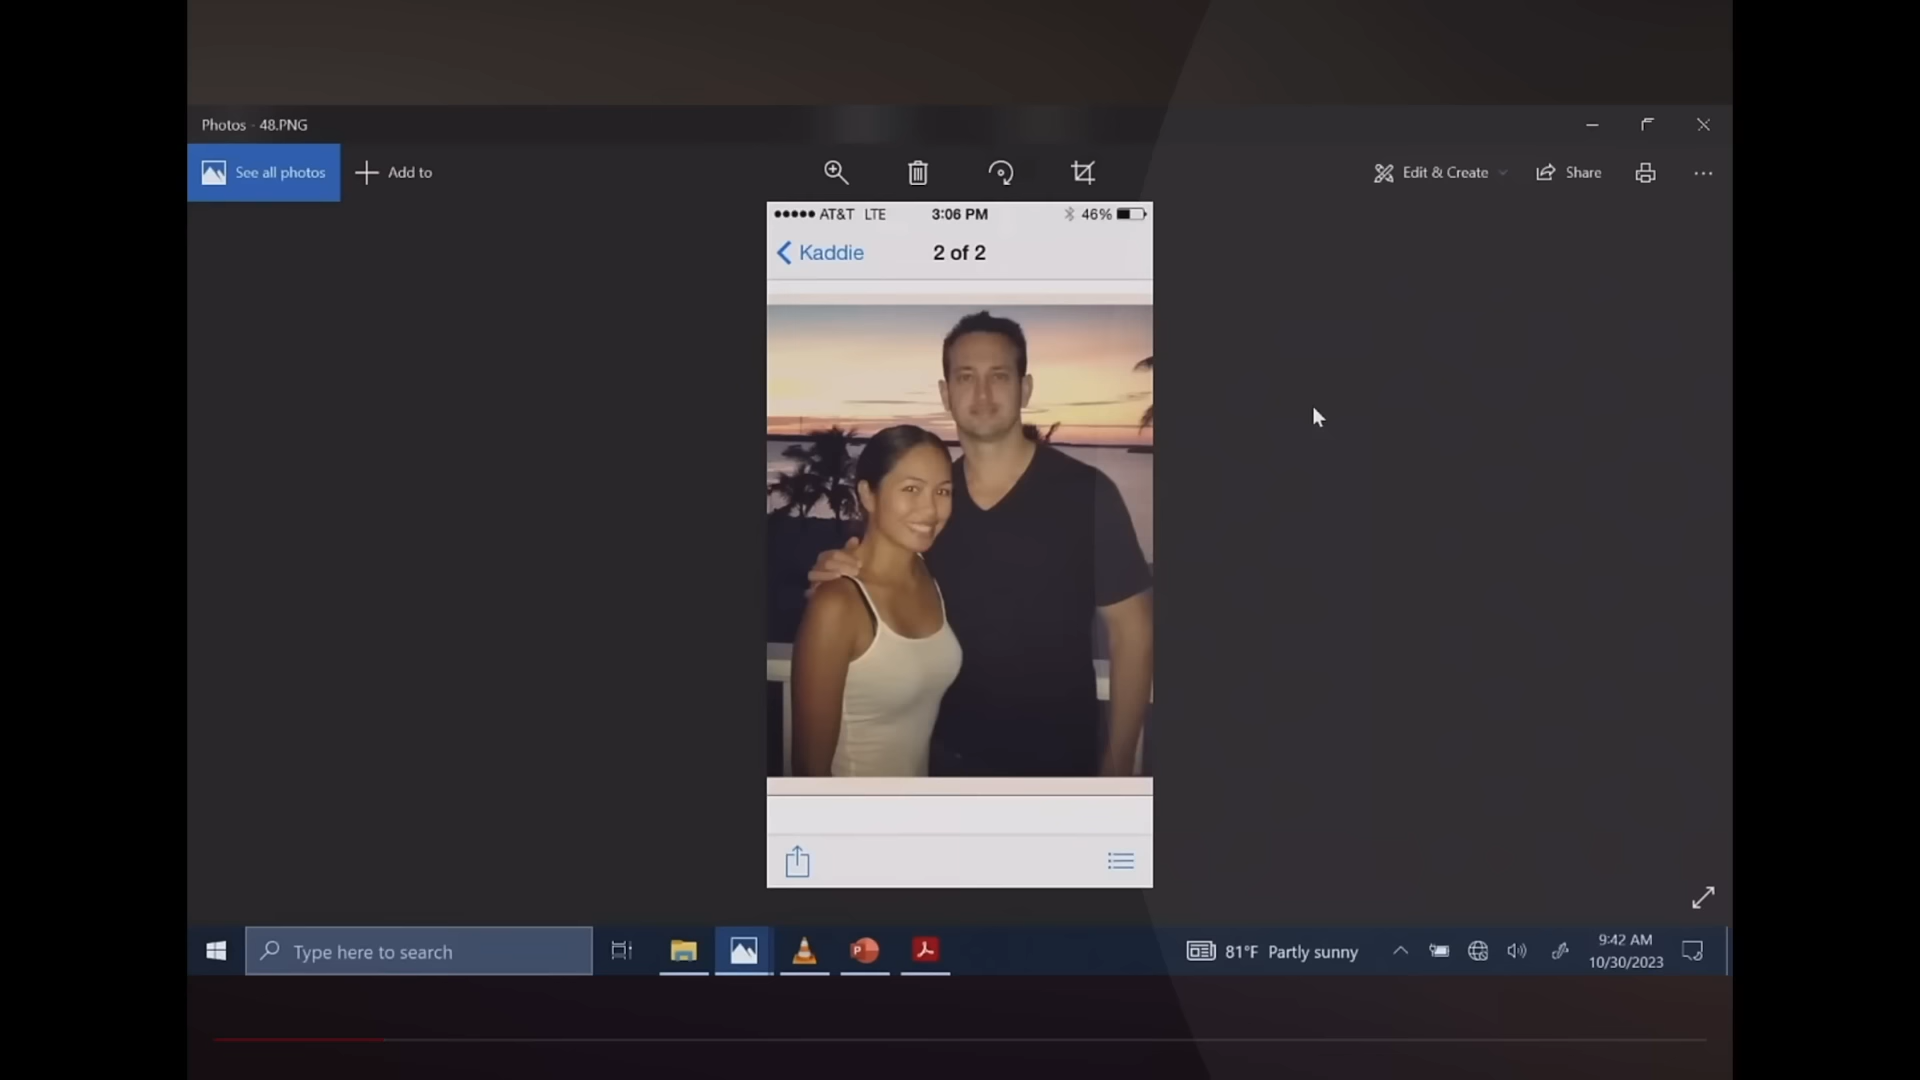 Photos - 48.PNG
See all photos
Add to
Edit & Create
Share
AT&T LTE
3:06 PM
46%
Kaddie
2 of 2
Type here to search
81°F Partly sunny
9:42 AM
10/30/2023